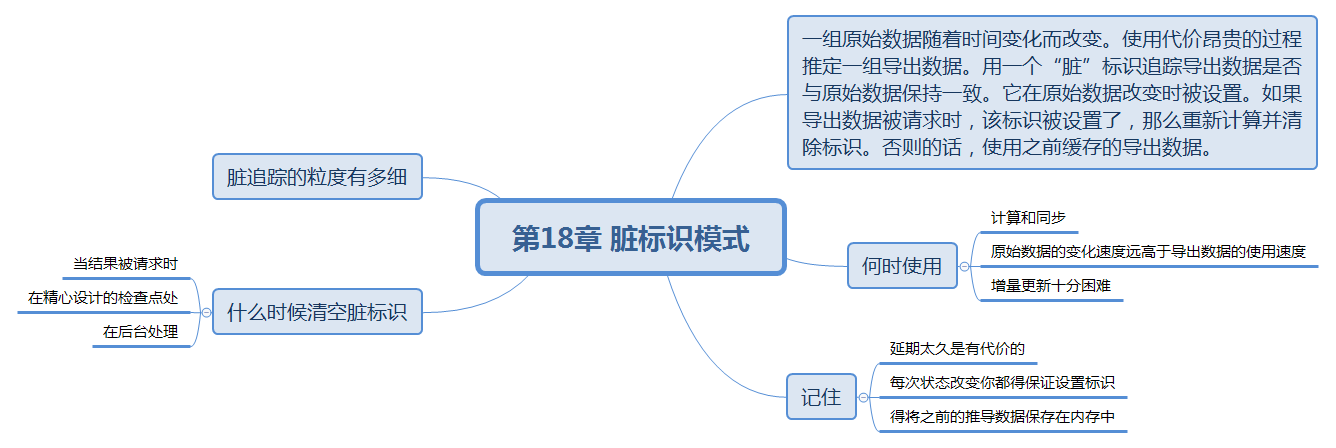 第18章 脏标识模式
一组原始数据随着时间变化而改变。使用代价昂贵的过程
推定一组导出数据。用一个“脏”标识追踪导出数据是否
与原始数据保持一致。它在原始数据改变时被设置。如果
导出数据被请求时，该标识被设置了，那么重新计算并清
除标识。否则的话，使用之前缓存的导出数据。
何时使用
计算和同步
原始数据的变化速度远高于导出数据的使用速度
增量更新十分困难
记住
延期太久是有代价的
每次状态改变你都得保证设置标识
得将之前的推导数据保存在内存中
脏追踪的粒度有多细
什么时候清空脏标识
当结果被请求时
在精心设计的检查点处
在后台处理